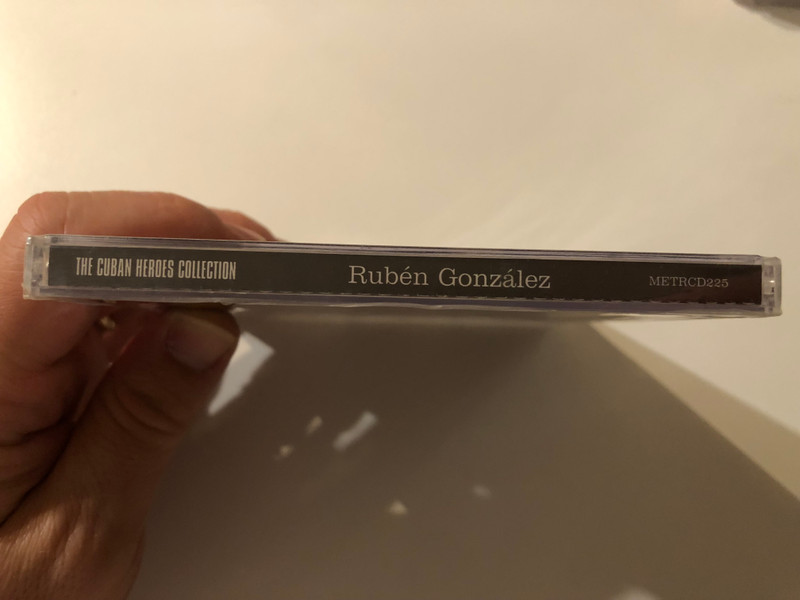 THE CUBAN HEROES COLLECTION Rubén González METRCD225